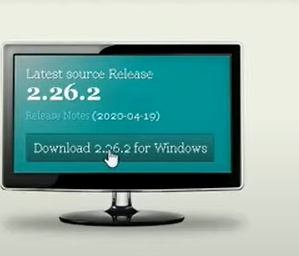 Latest source Release
2.26.2
Release Notes (2020-04-19)
Download 2.26.2 for Windows